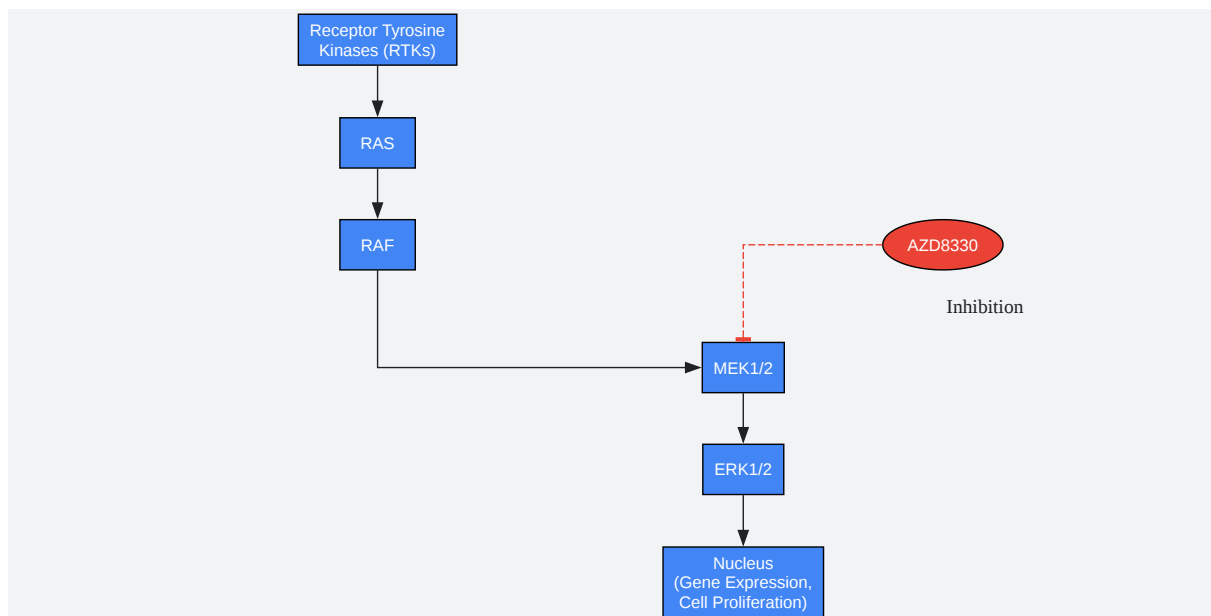 Receptor Tyrosine
Kinases (RTKs)
RAS
RAF
AZD8330
Inhibition
MEK1/2
ERK1/2
Nucleus
(Gene Expression,
Cell Proliferation)